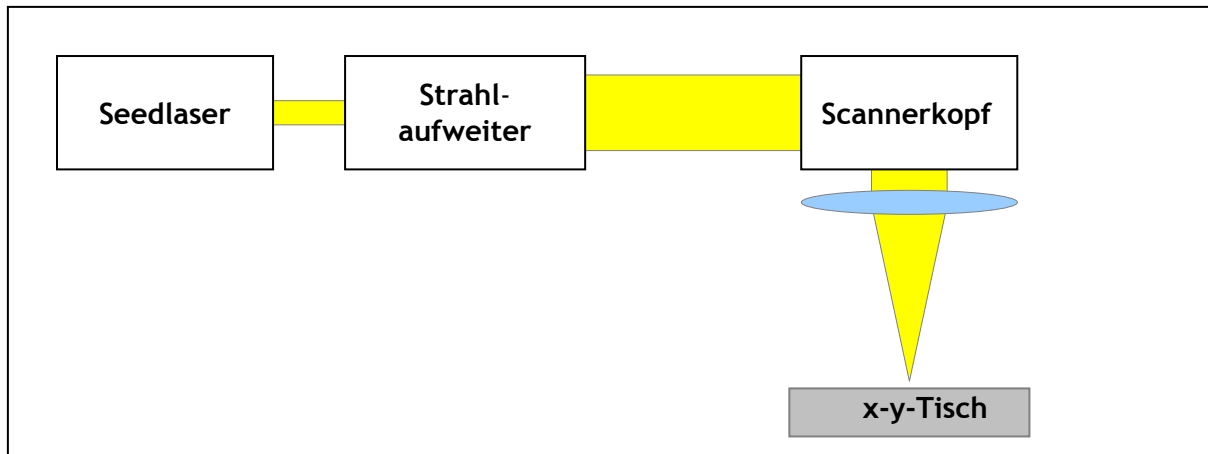 Seedlaser
Strahl-
aufweiter
Scannerkopf
x-y-Tisch